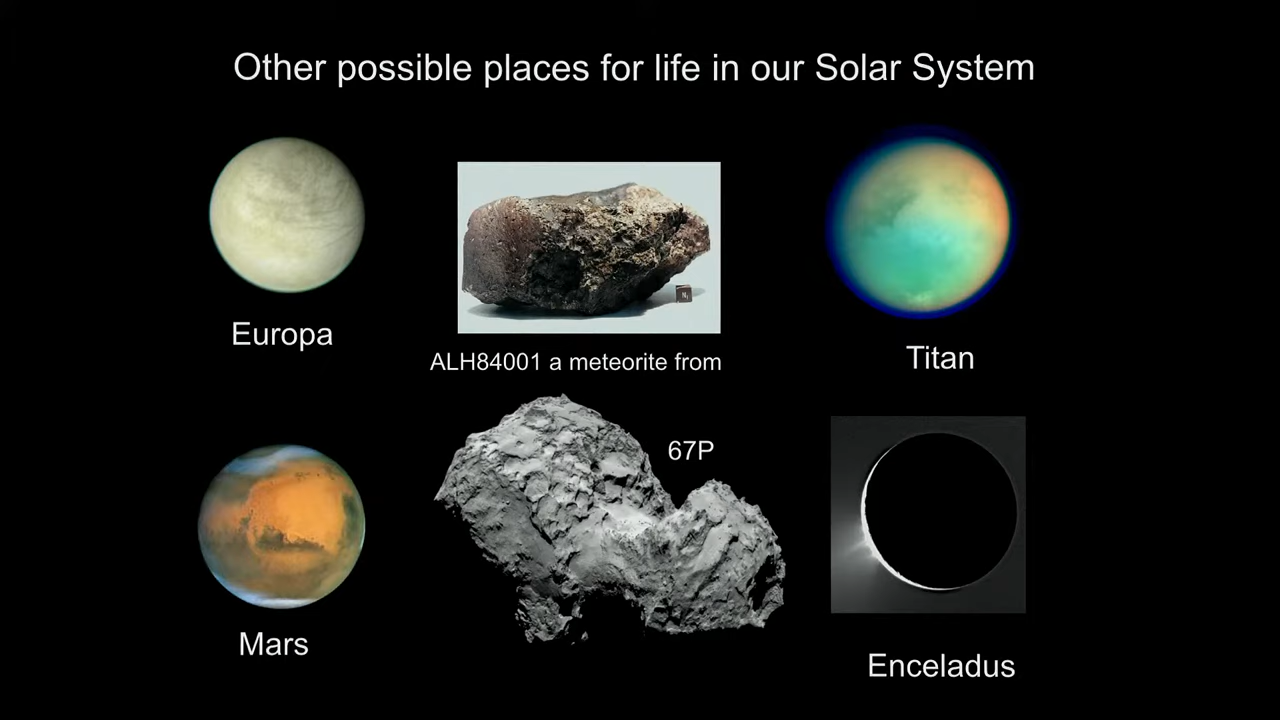 Other possible places for life in our Solar System
Europa
ALH84001 a meteorite from
Titan
67P
Mars
Enceladus